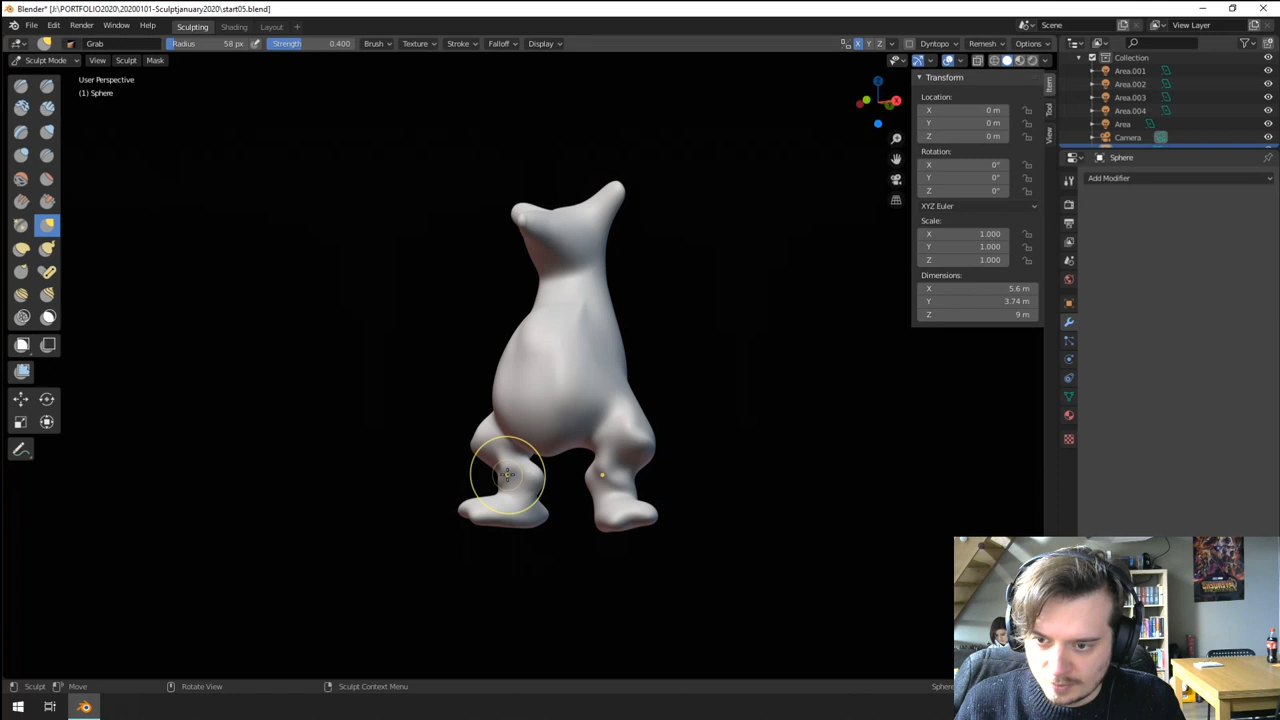 Blender* [J:\PORTFOLIO2020\20200101-Sculptjanuary2020\start05.blend]
File Edit Render Window Help Sculpting Shading Layout Scene View Layer
Grab Radius 58 px Strength 0.400 Brush Texture Stroke Falloff Display X Y Z Dyntopo Remesh Options
Sculpt Mode View Sculpt Mask
User Perspective
(1) Sphere
Transform
Location:
X 0 m
Y 0 m
Z 0 m
Rotation:
X 0°
Y 0°
Z 0°
XYZ Euler
Scale:
X 1.000
Y 1.000
Z 1.000
Dimensions:
X 5.6 m
Y 3.74 m
Z 9 m
Item
Tool
View
Collection
Area.001
Area.002
Area.003
Area.004
Area
Camera
Sphere
Add Modifier
Sculpt Move Rotate View Sculpt Context Menu